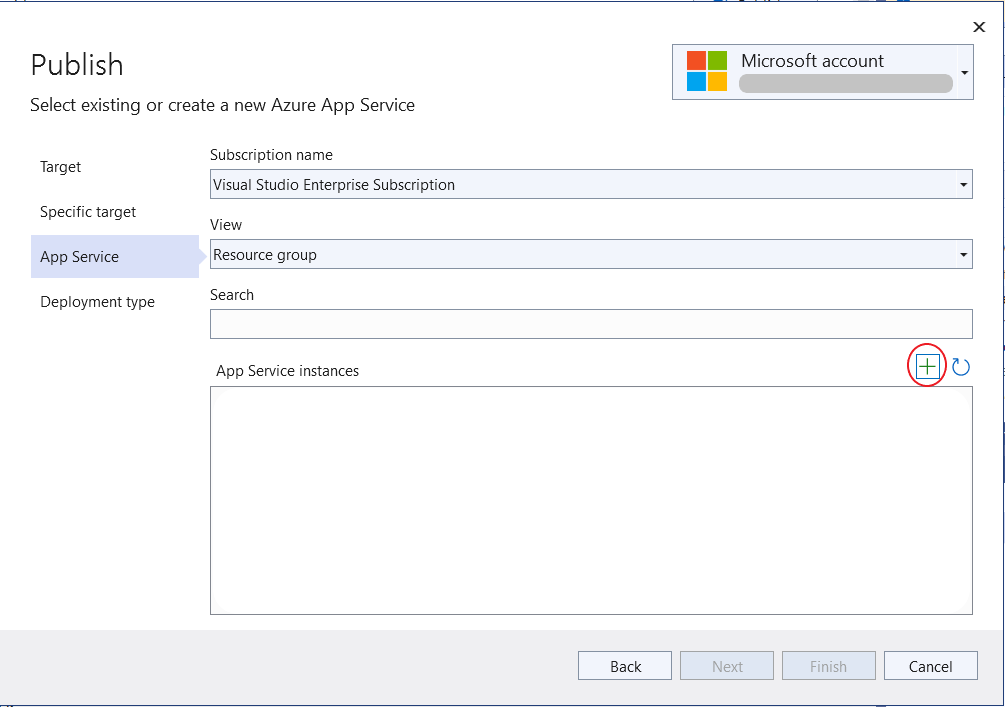 Publish
Microsoft account
Select existing or create a new Azure App Service
Target
Specific target
App Service
Deployment type
Subscription name
Visual Studio Enterprise Subscription
View
Resource group
Search
App Service instances
Back
Next
Finish
Cancel